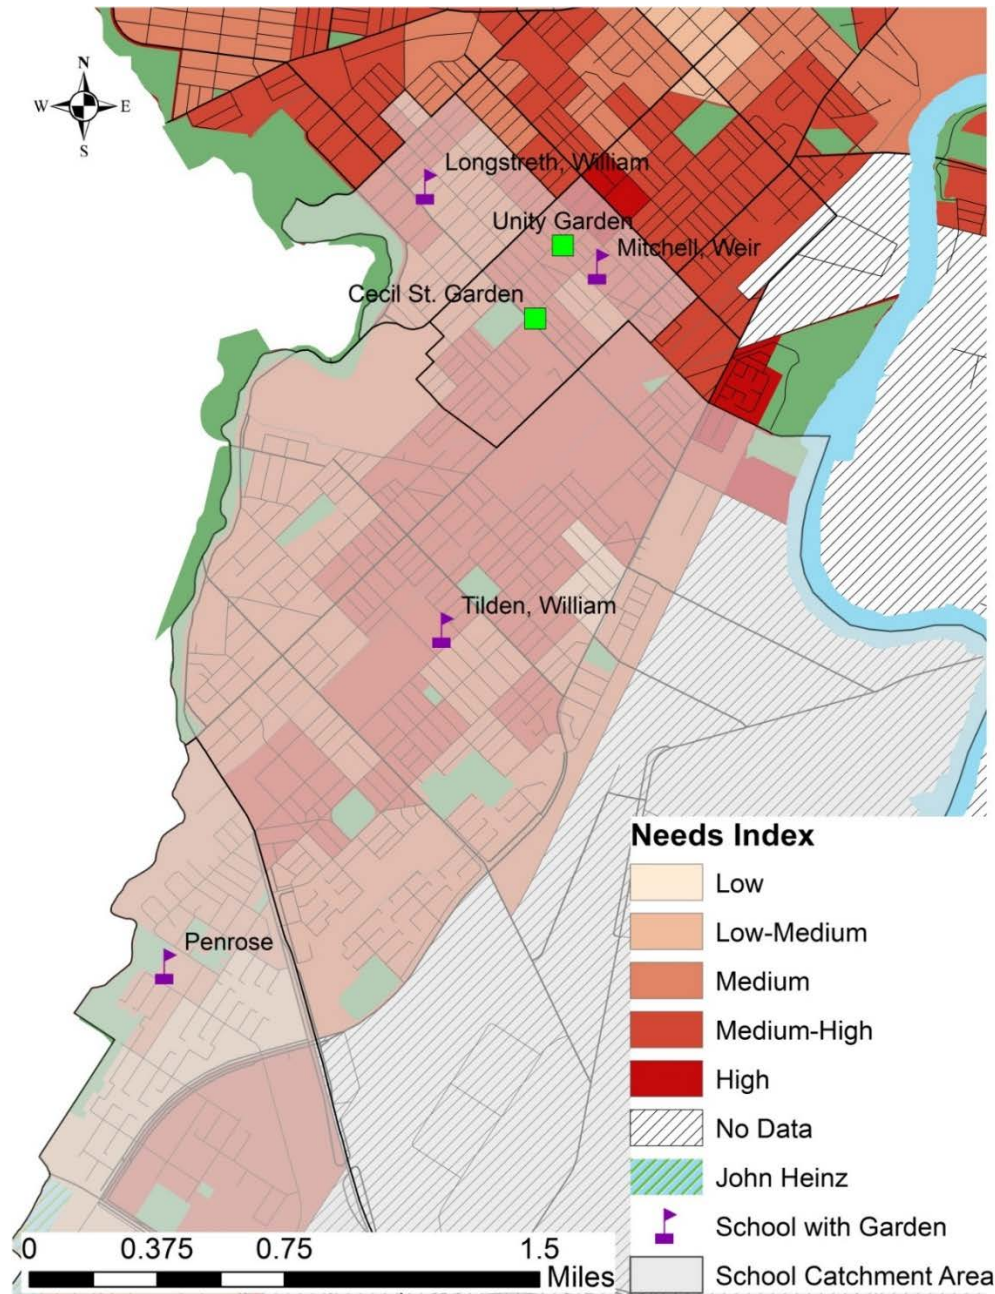 N
W E
S
Longstreth, William
Unity Garden
Mitchell, Weir
Cecil St. Garden
Tilden, William
Penrose
Needs Index
Low
Low-Medium
Medium
Medium-High
High
No Data
John Heinz
School with Garden
School Catchment Area
0 0.375 0.75 1.5
Miles